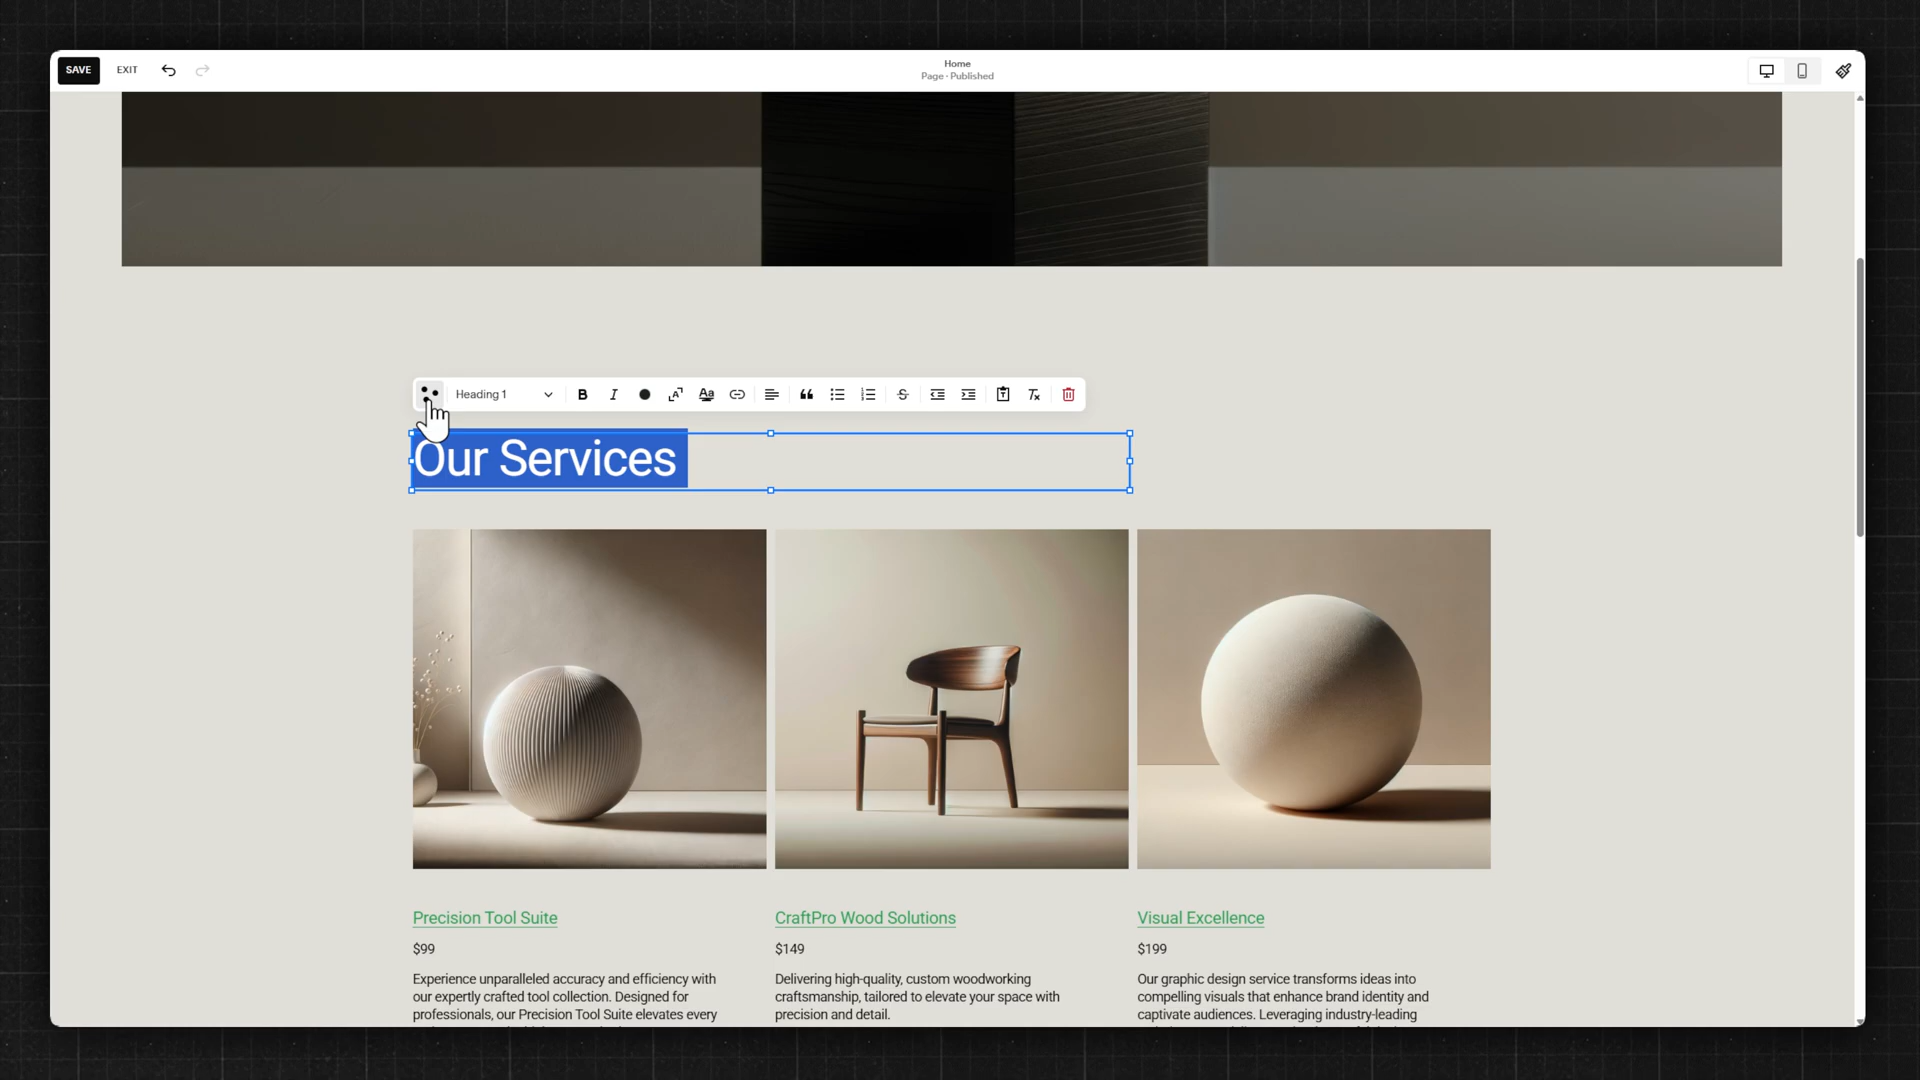 SAVE
EXIT
Home
Page · Published
Heading 1
B
I
Our Services
Precision Tool Suite
CraftPro Wood Solutions
Visual Excellence
$99
$149
$199
Experience unparalleled accuracy and efficiency with
our expertly crafted tool collection. Designed for
professionals, our Precision Tool Suite elevates every
Delivering high-quality, custom woodworking
craftsmanship, tailored to elevate your space with
precision and detail.
Our graphic design service transforms ideas into
compelling visuals that enhance brand identity and
captivate audiences. Leveraging industry-leading